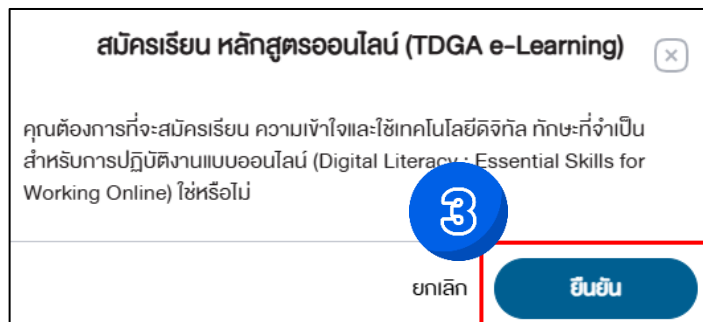 สมัครเรียน หลักสูตรออนไลน์ (TDGA e-Learning)
คุณต้องการที่จะสมัครเรียน ความเข้าใจและใช้เทคโนโลยีดิจิทัล ทักษะที่จำเป็น
สำหรับการปฏิบัติงานแบบออนไลน์ (Digital Literacy : Essential Skills for
Working Online) ใช่หรือไม่
3
ยกเลิก ยืนยัน